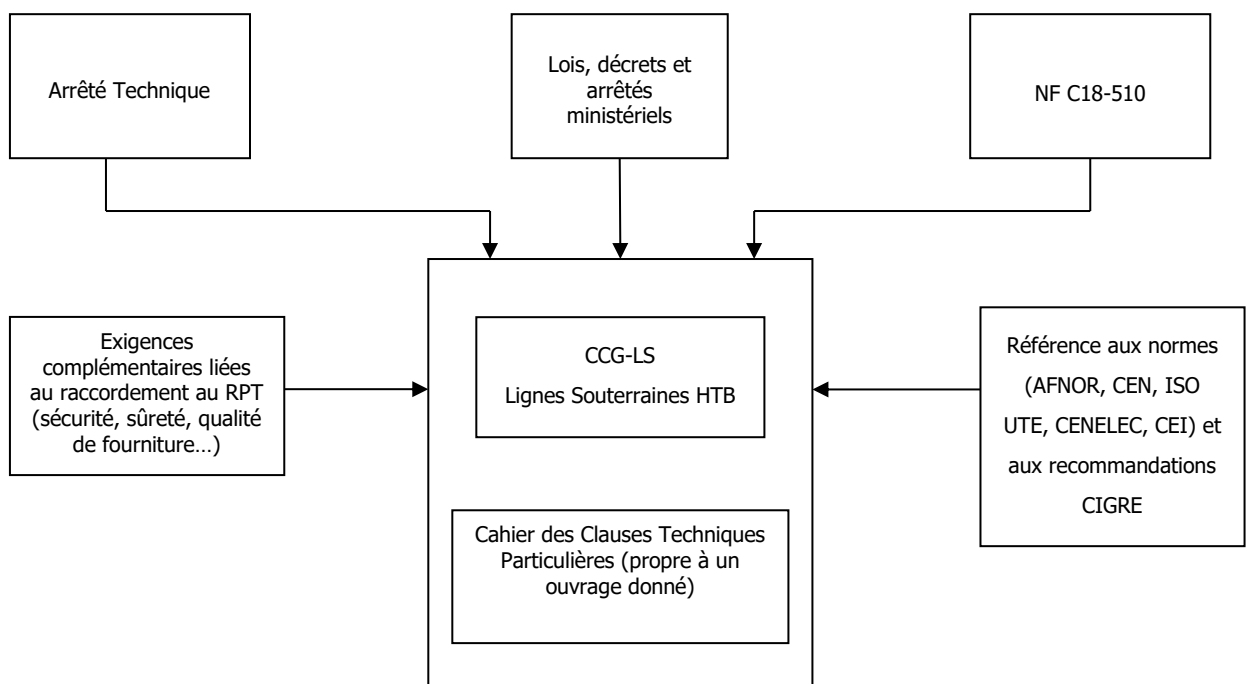 Arrêté Technique
Lois, décrets et
arrêtés
ministériels
NF C18-510
Exigences
complémentaires liées
au raccordement au RPT
(sécurité, sûreté, qualité
de fourniture…)
CCG-LS
Lignes Souterraines HTB
Référence aux normes
(AFNOR, CEN, ISO
UTE, CENELEC, CEI) et
aux recommandations
CIGRE
Cahier des Clauses Techniques
Particulières (propre à un
ouvrage donné)